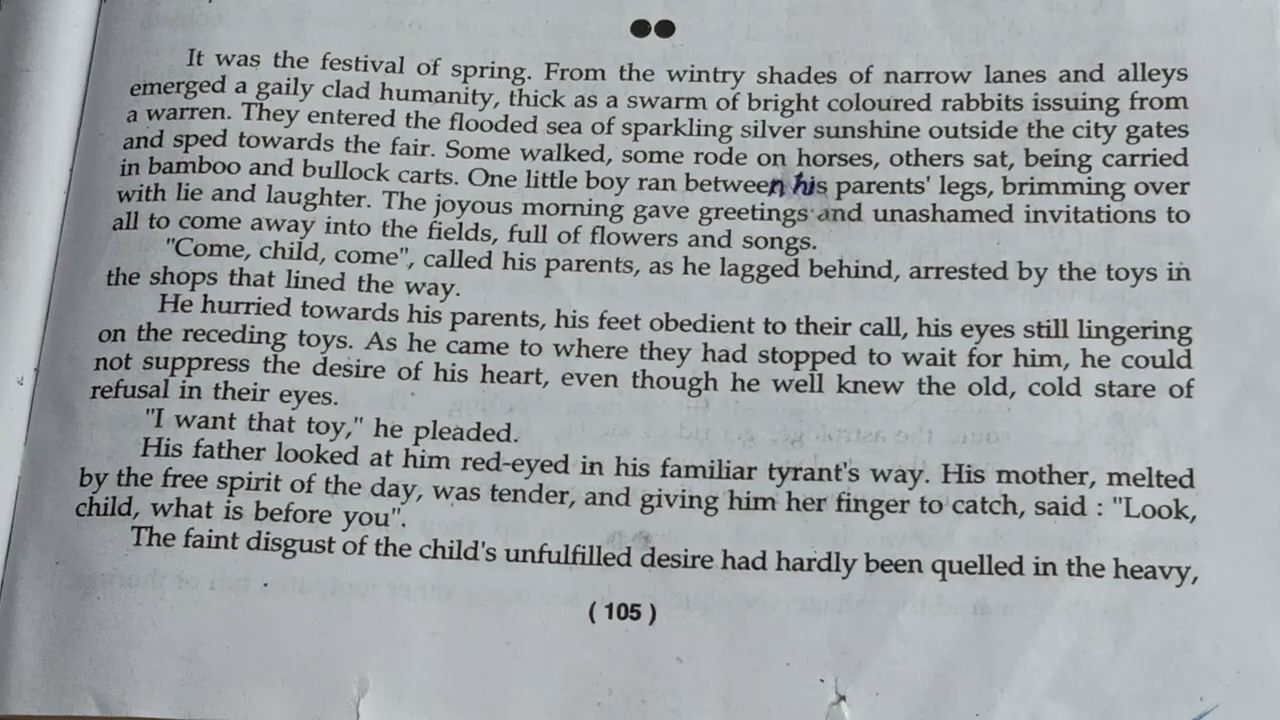 It was the festival of spring. From the wintry shades of narrow lanes and alleys
emerged a gaily clad humanity, thick as a swarm of bright coloured rabbits issuing from
a warren. They entered the flooded sea of sparkling silver sunshine outside the city gates
and sped towards the fair. Some walked, some rode on horses, others sat, being carried
in bamboo and bullock carts. One little boy ran between his parents' legs, brimming over
with lie and laughter. The joyous morning gave greetings and unashamed invitations to
all to come away into the fields, full of flowers and songs.
"Come, child, come", called his parents, as he lagged behind, arrested by the toys in
the shops that lined the way.
He hurried towards his parents, his feet obedient to their call, his eyes still lingering
on the receding toys. As he came to where they had stopped to wait for him, he could
not suppress the desire of his heart, even though he well knew the old, cold stare of
refusal in their eyes.
"I want that toy," he pleaded.
His father looked at him red-eyed in his familiar tyrant's way. His mother, melted
by the free spirit of the day, was tender, and giving him her finger to catch, said : "Look,
child, what is before you".
The faint disgust of the child's unfulfilled desire had hardly been quelled in the heavy,
( 105 )